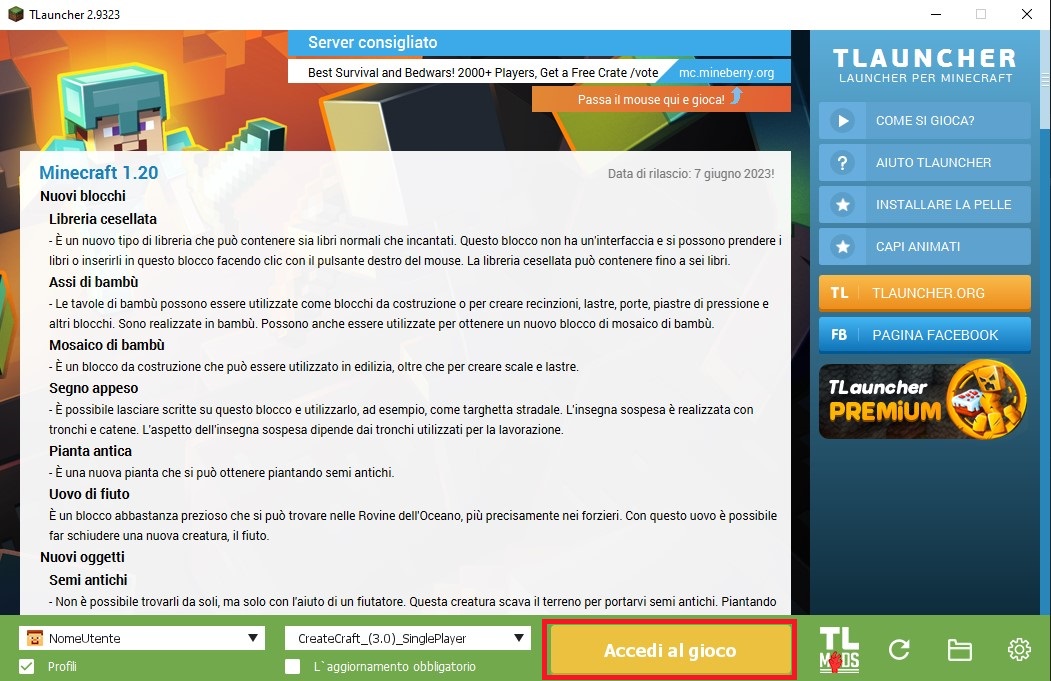 TLauncher 2.9323
Server consigliato
Best Survival and Bedwars! 2000+ Players, Get a Free Crate /vote
mc.mineberry.org
Passa il mouse qui e gioca!
Minecraft 1.20
Data di rilascio: 7 giugno 2023!
Nuovi blocchi
Libreria cesellata
- È un nuovo tipo di libreria che può contenere sia libri normali che incantati. Questo blocco non ha un'interfaccia e si possono prendere i
libri o inserirli in questo blocco facendo clic con il pulsante destro del mouse. La libreria cesellata può contenere fino a sei libri.
Assi di bambù
- Le tavole di bambù possono essere utilizzate come blocchi da costruzione o per creare recinzioni, lastre, porte, piastre di pressione e
altri blocchi. Sono realizzate in bambù. Possono anche essere utilizzate per ottenere un nuovo blocco di mosaico di bambù.
Mosaico di bambù
- È un blocco da costruzione che può essere utilizzato in edilizia, oltre che per creare scale e lastre.
Segno appeso
- È possibile lasciare scritte su questo blocco e utilizzarlo, ad esempio, come targhetta stradale. L'insegna sospesa è realizzata con
tronchi e catene. L'aspetto dell'insegna sospesa dipende dai tronchi utilizzati per la lavorazione.
Pianta antica
- È una nuova pianta che si può ottenere piantando semi antichi.
Uovo di fiuto
È un blocco abbastanza prezioso che si può trovare nelle Rovine dell'Oceano, più precisamente nei forzieri. Con questo uovo è possibile
far schiudere una nuova creatura, il fiuto.
Nuovi oggetti
Semi antichi
- Non è possibile trovarli da soli, ma solo con l'aiuto di un fiutatore. Questa creatura scava il terreno per portarvi semi antichi. Piantando
TLAUNCHER
LAUNCHER PER MINECRAFT
COME SI GIOCA?
? AIUTO TLAUNCHER
INSTALLARE LA PELLE
CAPI ANIMATI
TL TLAUNCHER.ORG
FB PAGINA FACEBOOK
TLauncher
PREMIUM
NomeUtente
CreateCraft_(3.0)_SinglePlayer
Profili
L`aggiornamento obbligatorio
Accedi al gioco
TL
MODS